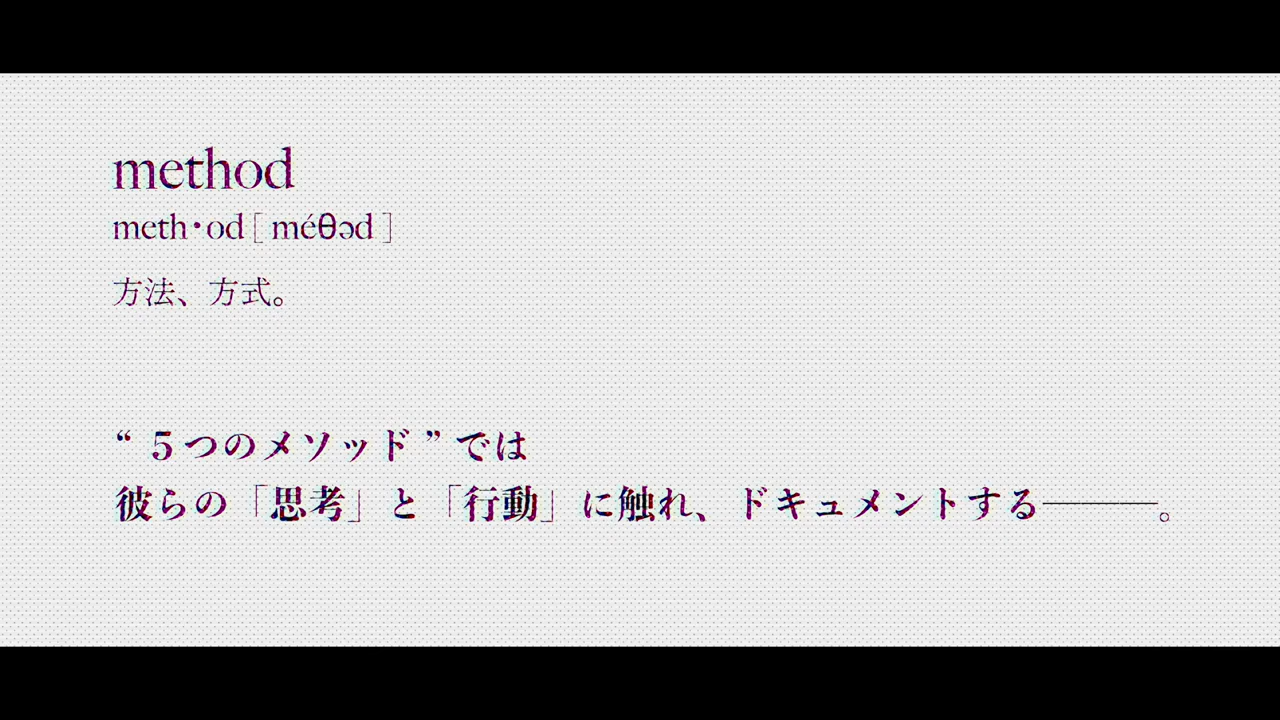 method
meth・od [ méθəd ]
方法、方式。
“ ５つのメソッド ” では
彼らの「思考」と「行動」に触れ、ドキュメントする―――。